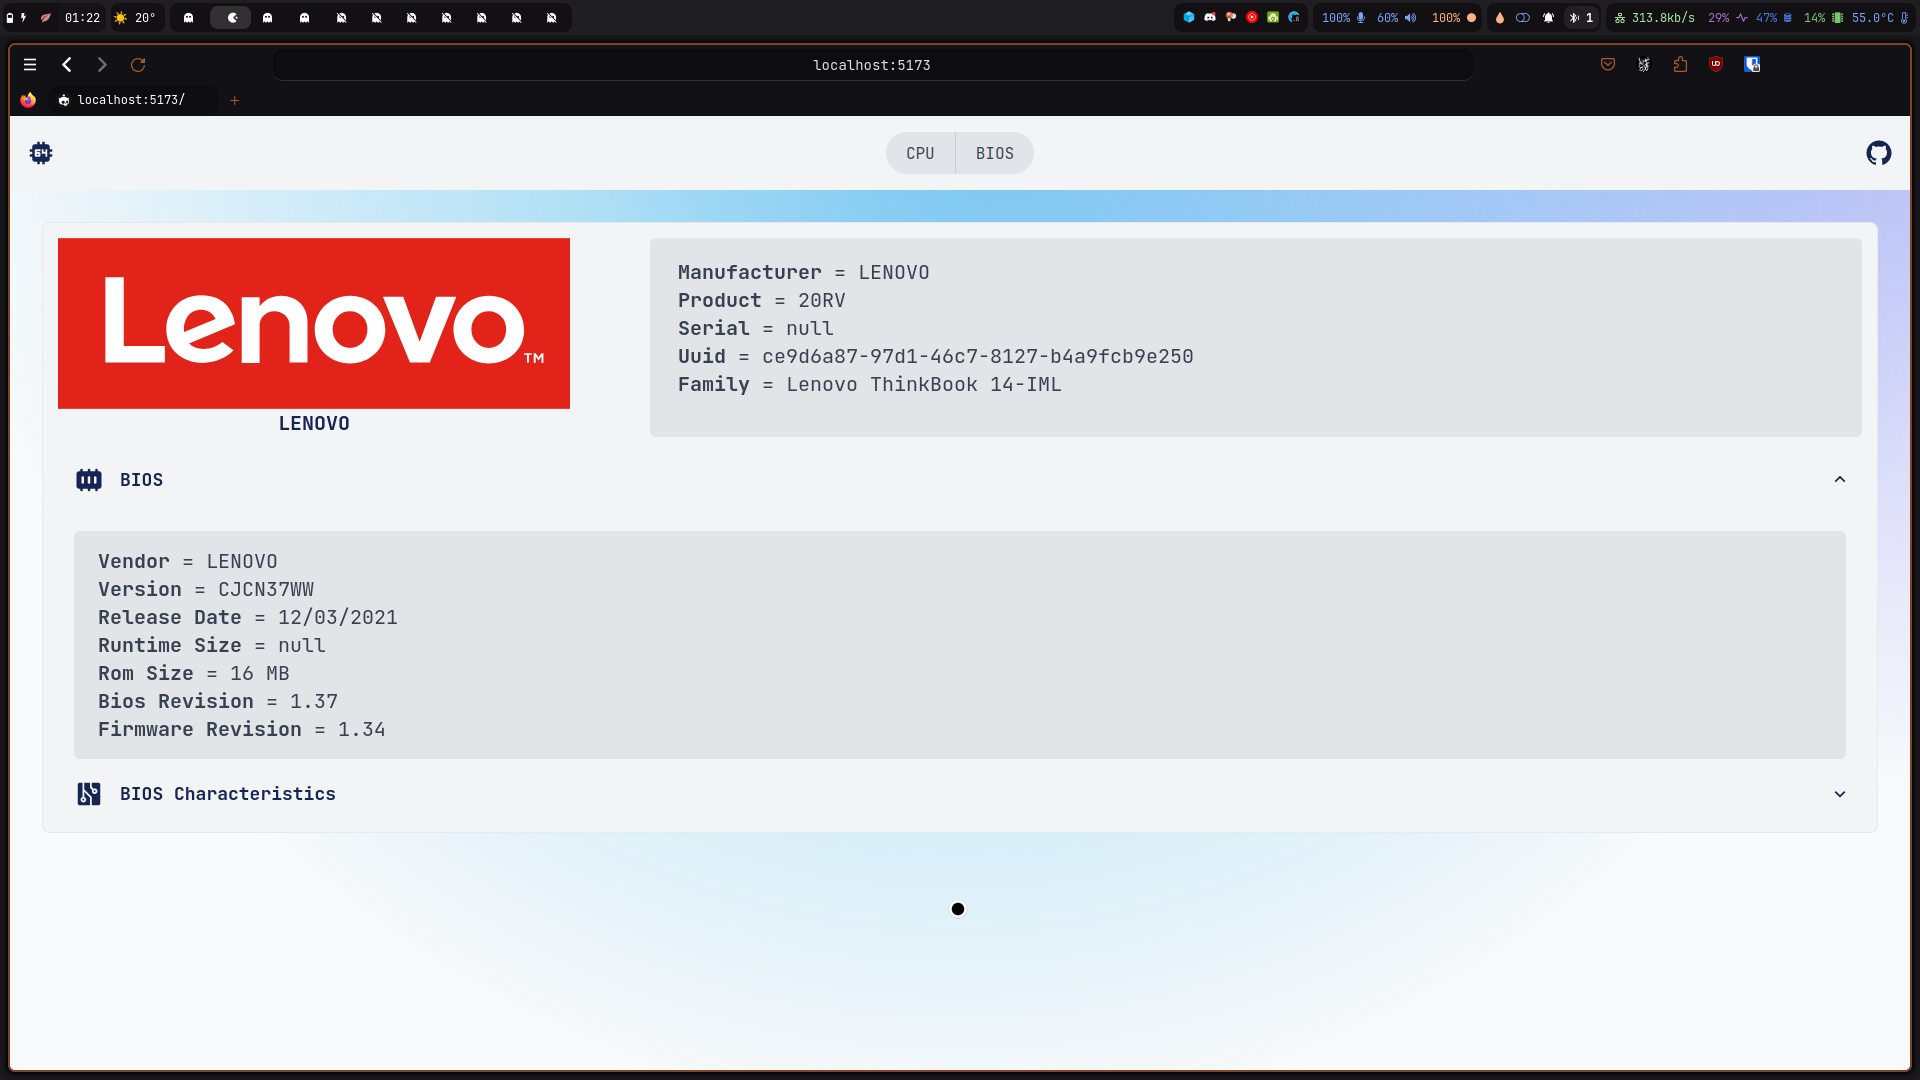 01:22 20° 313.8kb/s 29% 47% 14% 55.0°C
100% 60% 100% 1
localhost:5173
localhost:5173/ +
64 CPU BIOS
Lenovo™
LENOVO
Manufacturer = LENOVO
Product = 20RV
Serial = null
Uuid = ce9d6a87-97d1-46c7-8127-b4a9fcb9e250
Family = Lenovo ThinkBook 14-IML
BIOS
Vendor = LENOVO
Version = CJCN37WW
Release Date = 12/03/2021
Runtime Size = null
Rom Size = 16 MB
Bios Revision = 1.37
Firmware Revision = 1.34
BIOS Characteristics